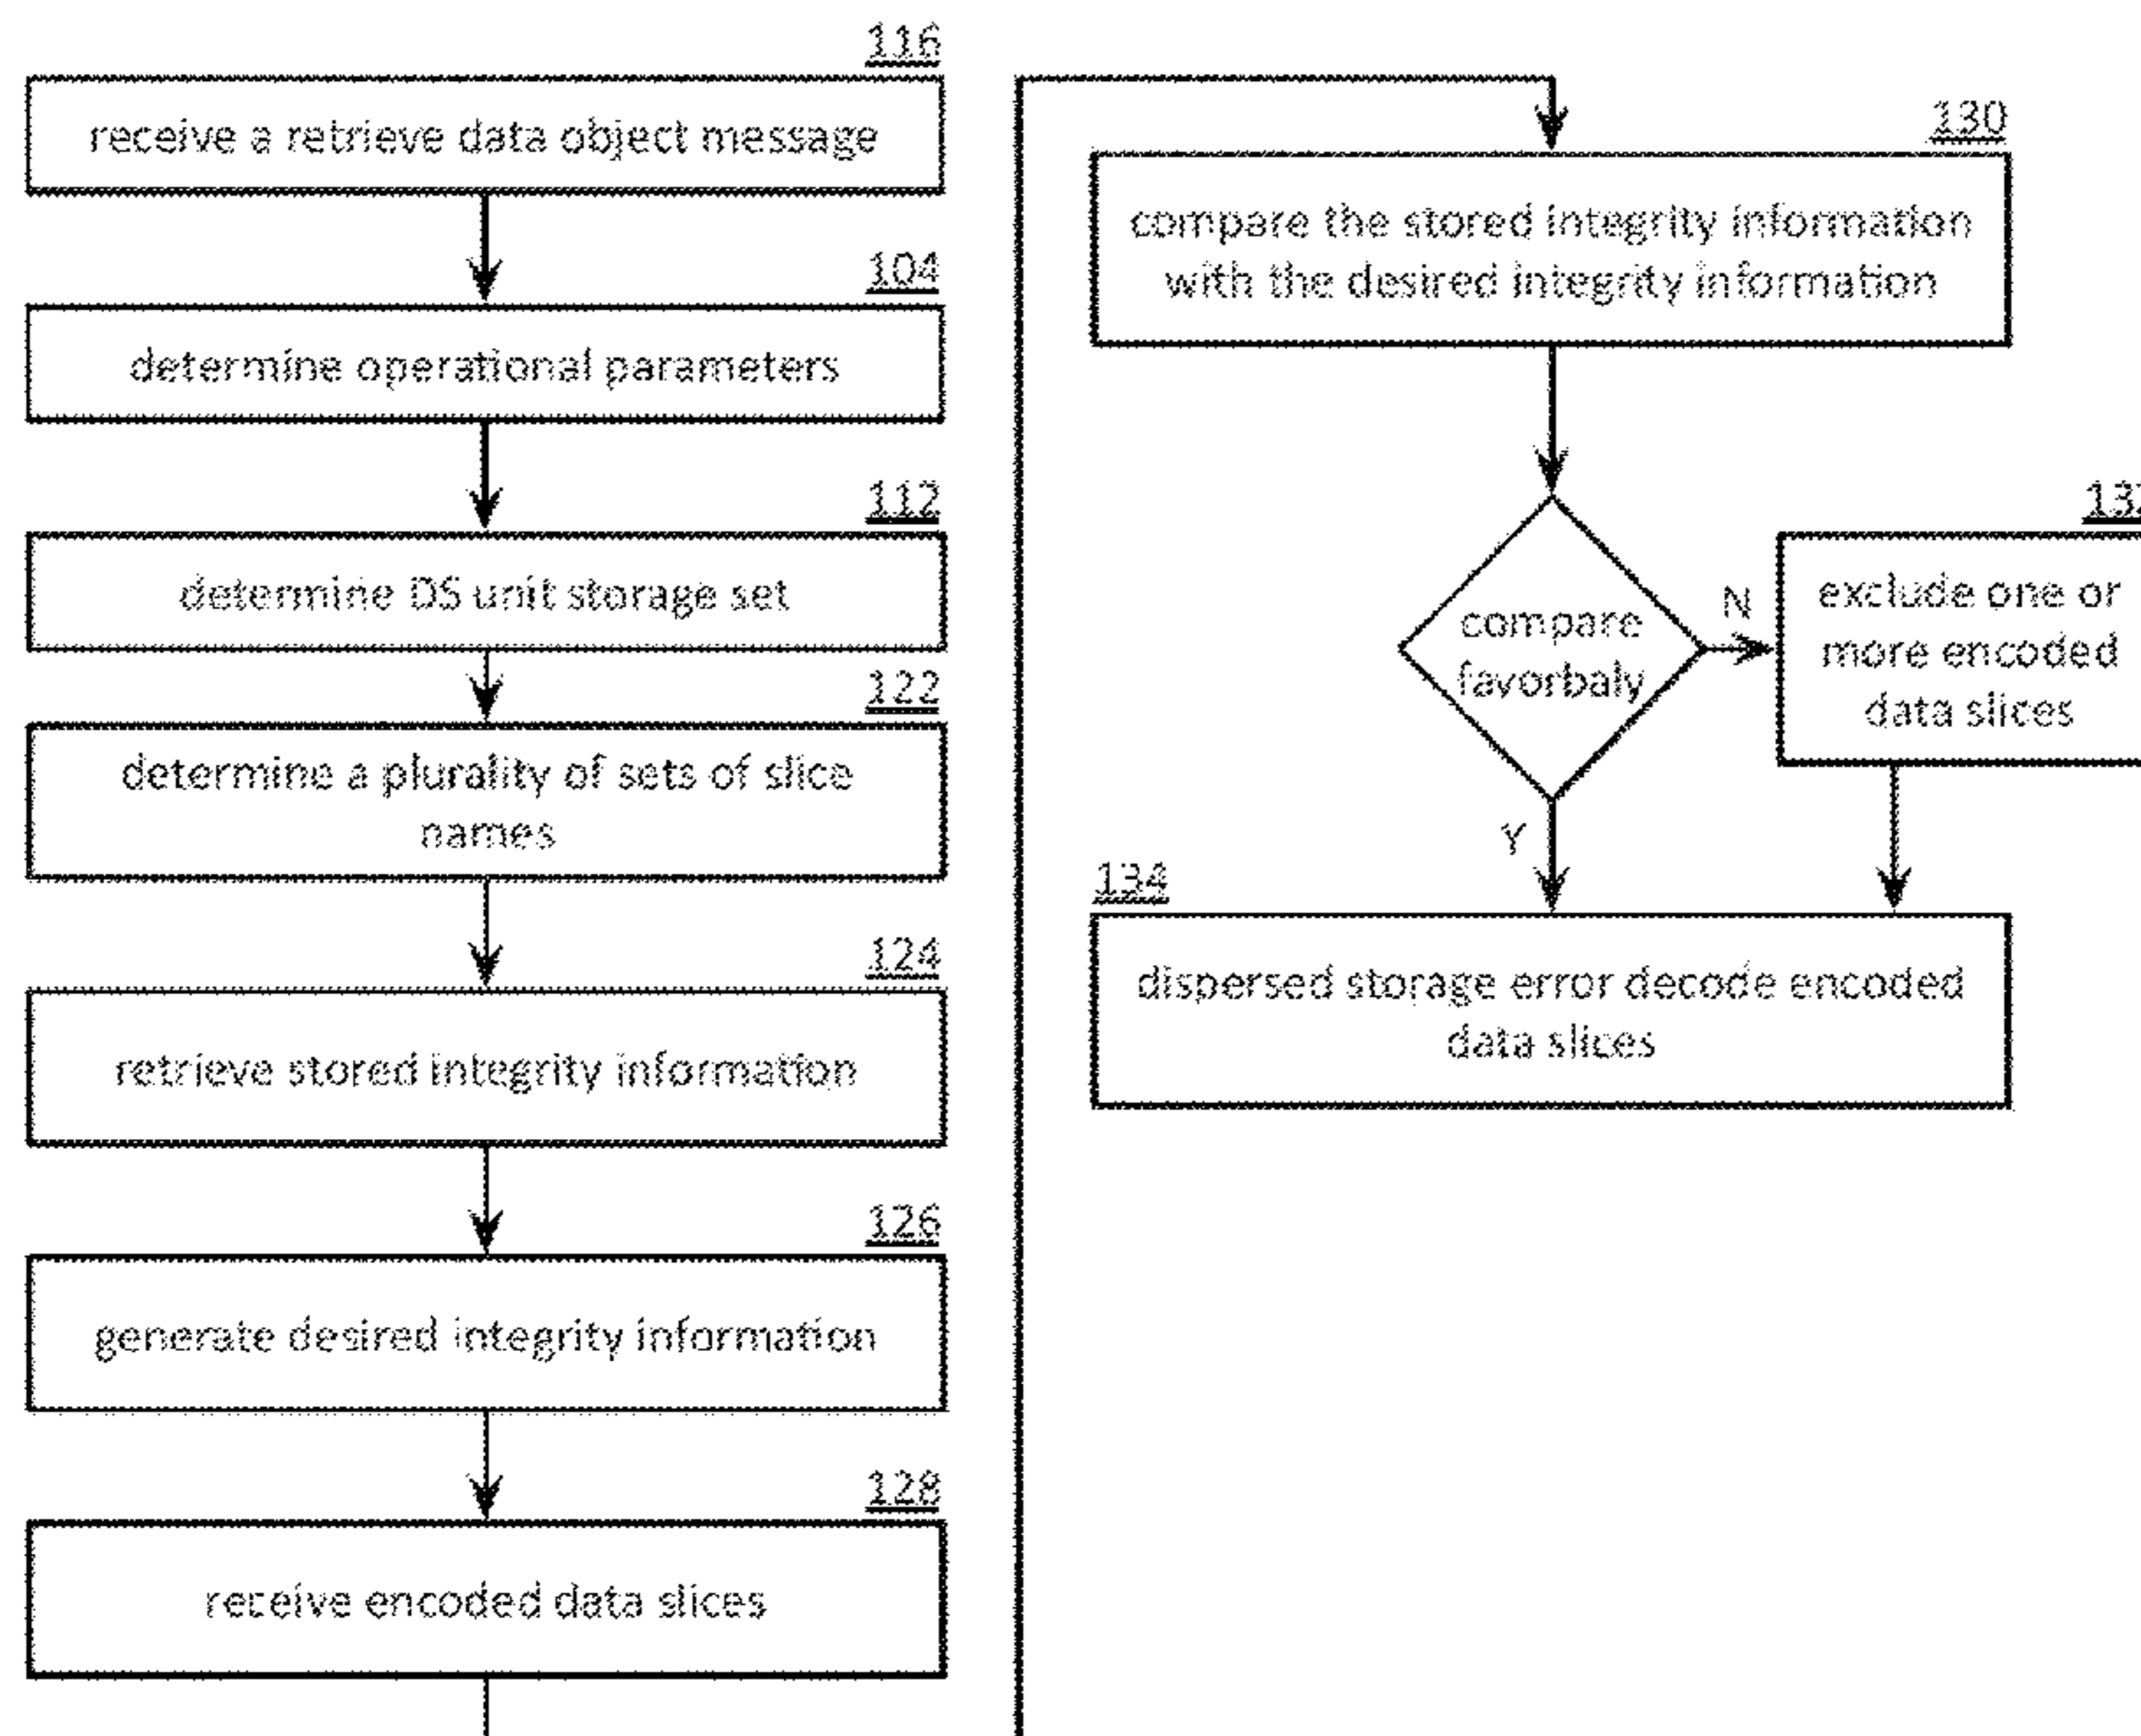 116
receive a retrieve data object message
104
determine operational parameters
112
determine DS unit storage set
122
determine a plurality of sets of slice
names
124
retrieve stored integrity information
126
generate desired integrity information
128
receive encoded data slices
130
compare the stored integrity information
with the desired integrity information
compare
favorbaly
N
Y
exclude one or
more encoded
data slices
134
dispersed storage error decode encoded
data slices